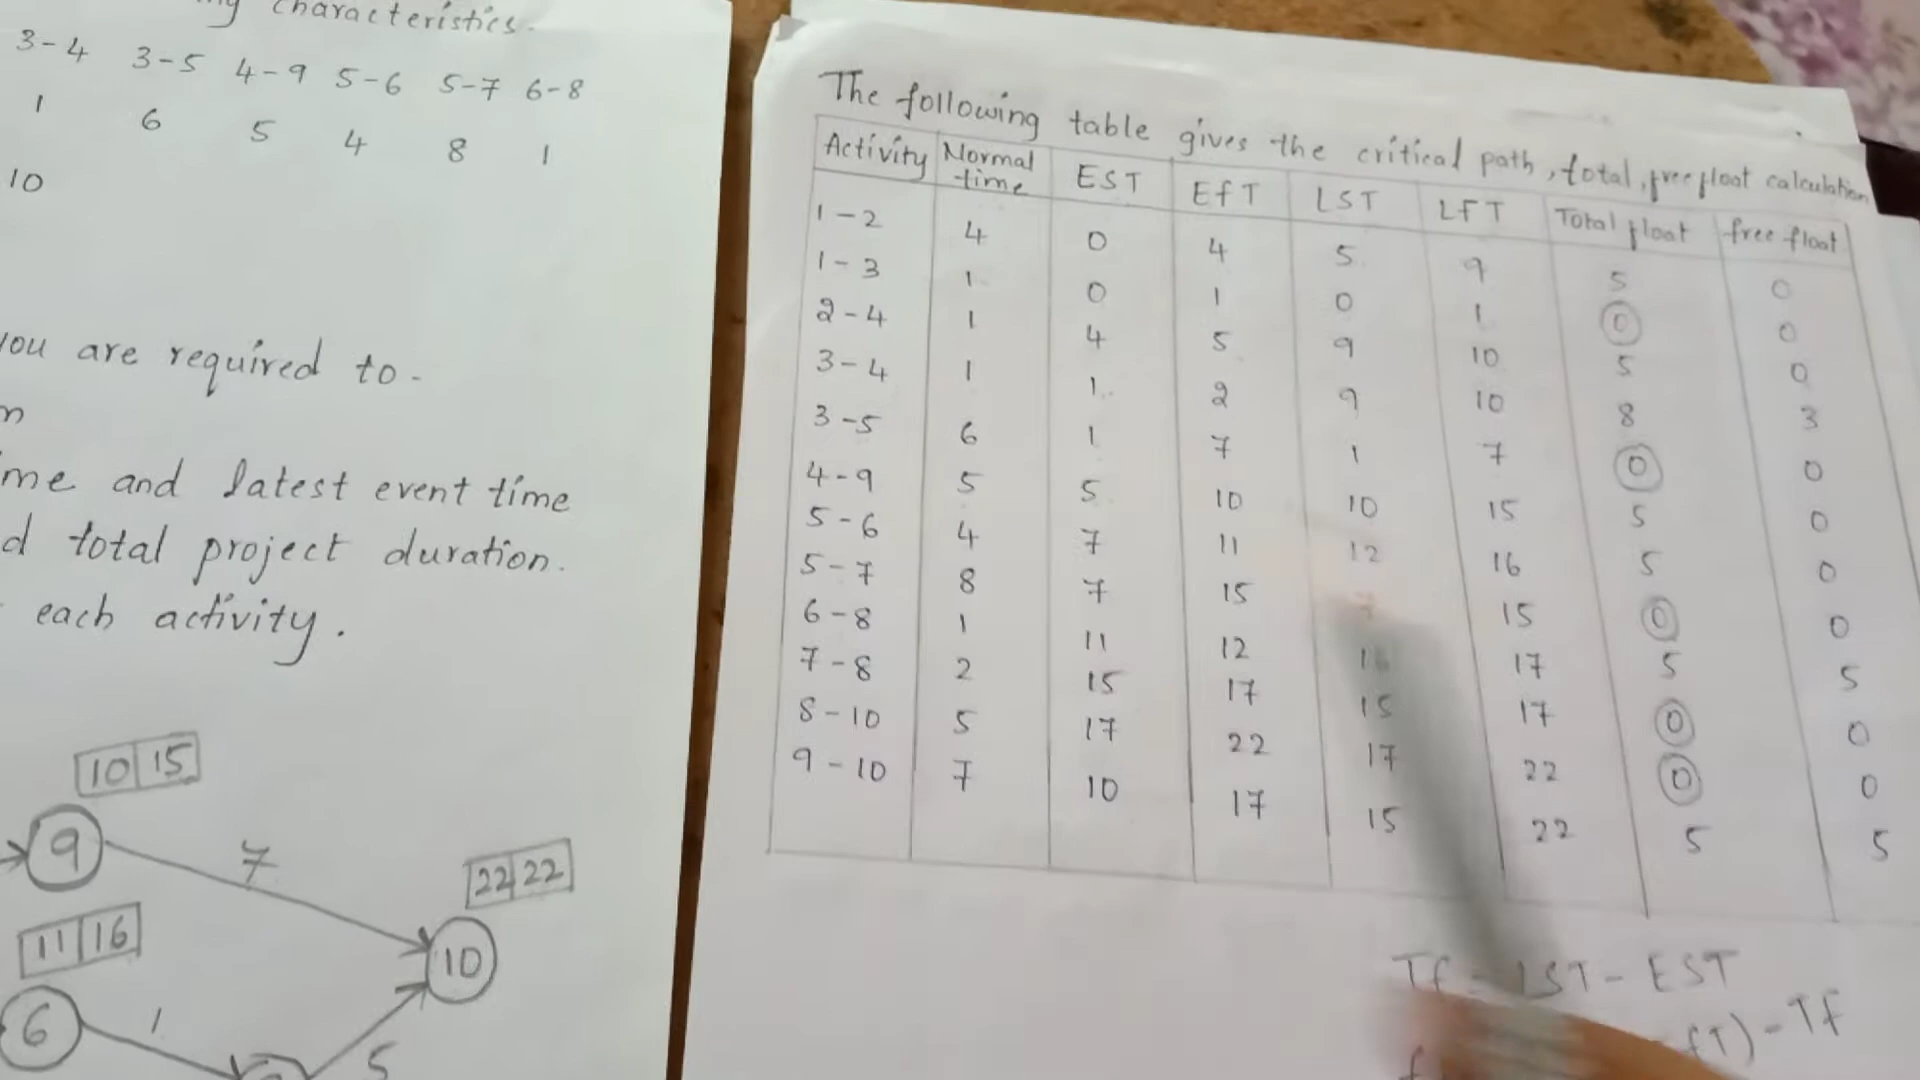 characteristics.
3-4 3-5 4-9 5-6 5-7 6-8
1 6 5 4 8 1
10
you are required to -
me and latest event time
d total project duration.
each activity.
10 15
9
7
22 22
10
11 16
6
1
5
The following table gives the critical path, total, free float calculation
Activity Normal time EST EfT LST LFT Total float free float
1-2 4 0 4 5 9 5 0
1-3 1 0 1 0 1 0 0
2-4 1 4 5 9 10 5 0
3-4 1 1 2 9 10 8 3
3-5 6 1 7 1 7 0 0
4-9 5 5 10 10 15 5 0
5-6 4 7 11 12 16 5 0
5-7 8 7 15 7 15 0 0
6-8 1 11 12 16 17 5 5
7-8 2 15 17 15 17 0 0
8-10 5 17 22 17 22 0 0
9-10 7 10 17 15 22 5 5
Tf = LST - EST
fT) - Tf